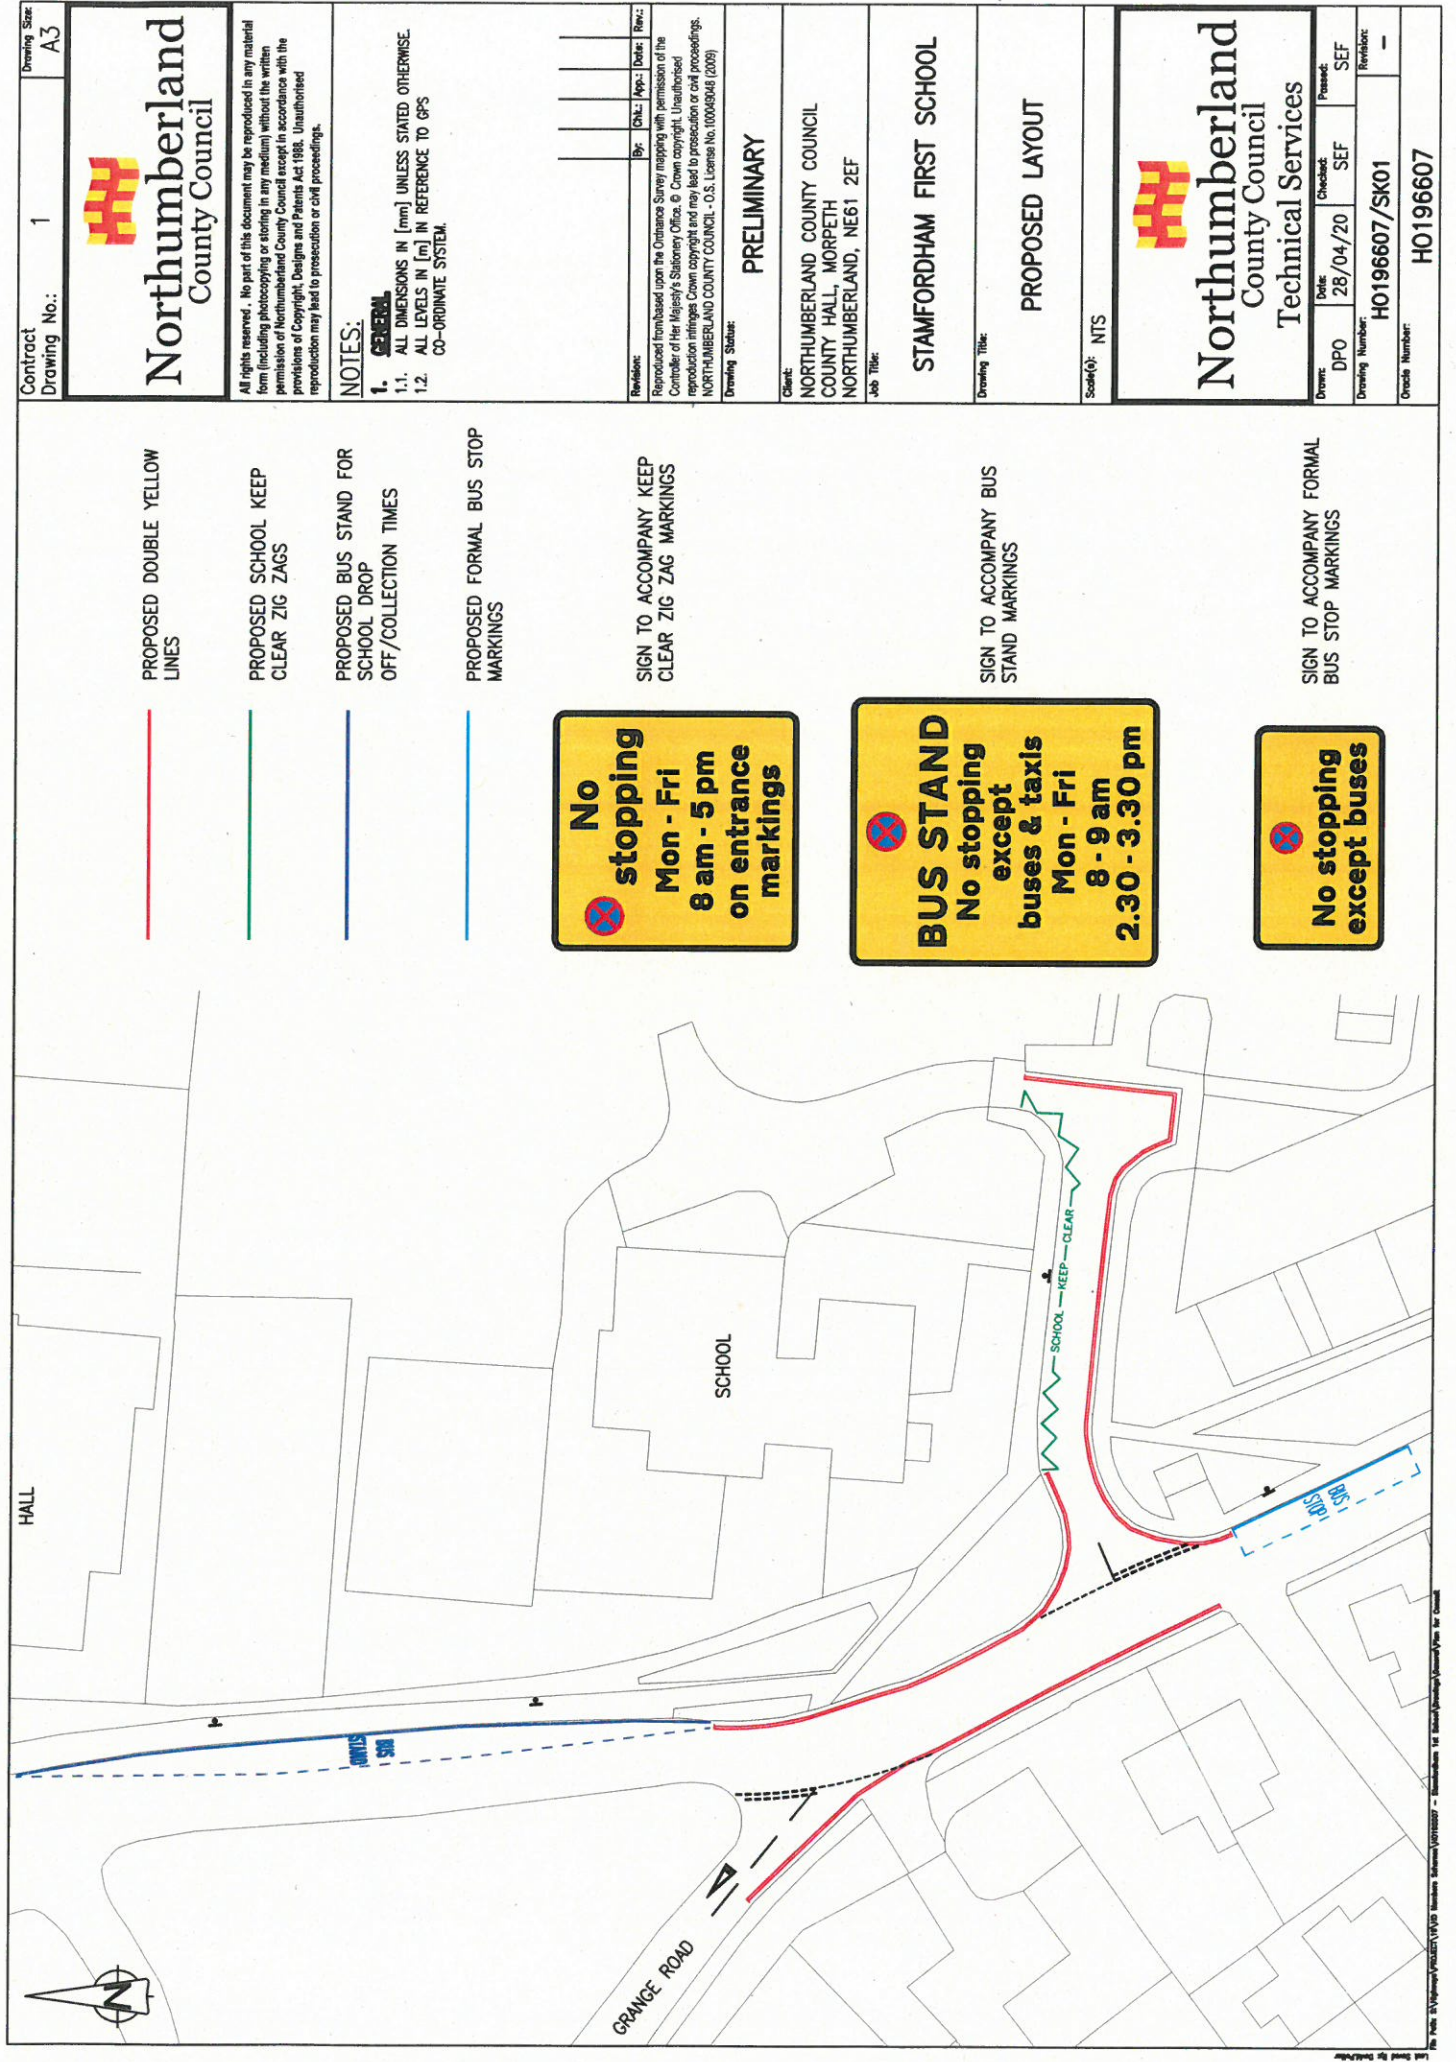 HALL
SCHOOL
GRANGE ROAD
N
BUS
STAND
BUS
STOP
SCHOOL
KEEP
CLEAR
PROPOSED DOUBLE YELLOW
LINES
PROPOSED SCHOOL KEEP
CLEAR ZIG ZAGS
PROPOSED BUS STAND FOR
SCHOOL DROP
OFF/COLLECTION TIMES
PROPOSED FORMAL BUS STOP
MARKINGS
No
stopping
Mon - Fri
8 am - 5 pm
on entrance
markings
SIGN TO ACCOMPANY KEEP
CLEAR ZIG ZAG MARKINGS
BUS STAND
No stopping
except
buses & taxis
Mon - Fri
8 - 9 am
2.30 - 3.30 pm
SIGN TO ACCOMPANY BUS
STAND MARKINGS
No stopping
except buses
SIGN TO ACCOMPANY FORMAL
BUS STOP MARKINGS
Contract
Drawing No.: 1
Drawing Size:
A3
Northumberland
County Council
All rights reserved. No part of this document may be reproduced in any material
form (including photocopying or storing in any medium) without the written
permission of Northumberland County Council except in accordance with the
provisions of Copyright, Designs and Patents Act 1988. Unauthorised
reproduction may lead to prosecution or civil proceedings.
NOTES:
1. GENERAL
1.1. ALL DIMENSIONS IN [mm] UNLESS STATED OTHERWISE.
1.2. ALL LEVELS IN [m] IN REFERENCE TO GPS
CO-ORDINATE SYSTEM.
Revision: By: Chk.: App.: Date: Rev.:
Reproduced from/based upon the Ordnance Survey mapping with permission of the
Controller of Her Majesty's Stationery Office. © Crown copyright. Unauthorised
reproduction infringes Crown copyright and may lead to prosecution or civil proceedings.
NORTHUMBERLAND COUNTY COUNCIL - O.S. License No.100049048 (2009)
Drawing Status:
PRELIMINARY
Client:
NORTHUMBERLAND COUNTY COUNCIL
COUNTY HALL, MORPETH
NORTHUMBERLAND, NE61 2EF
Job Title:
STAMFORDHAM FIRST SCHOOL
Drawing Title:
PROPOSED LAYOUT
Scale(s): NTS
Northumberland
County Council
Technical Services
Drawn: DPO
Date: 28/04/20
Checked: SEF
Passed: SEF
Drawing Number:
HO196607/SK01
Revision:
–
Oracle Number:
HO196607